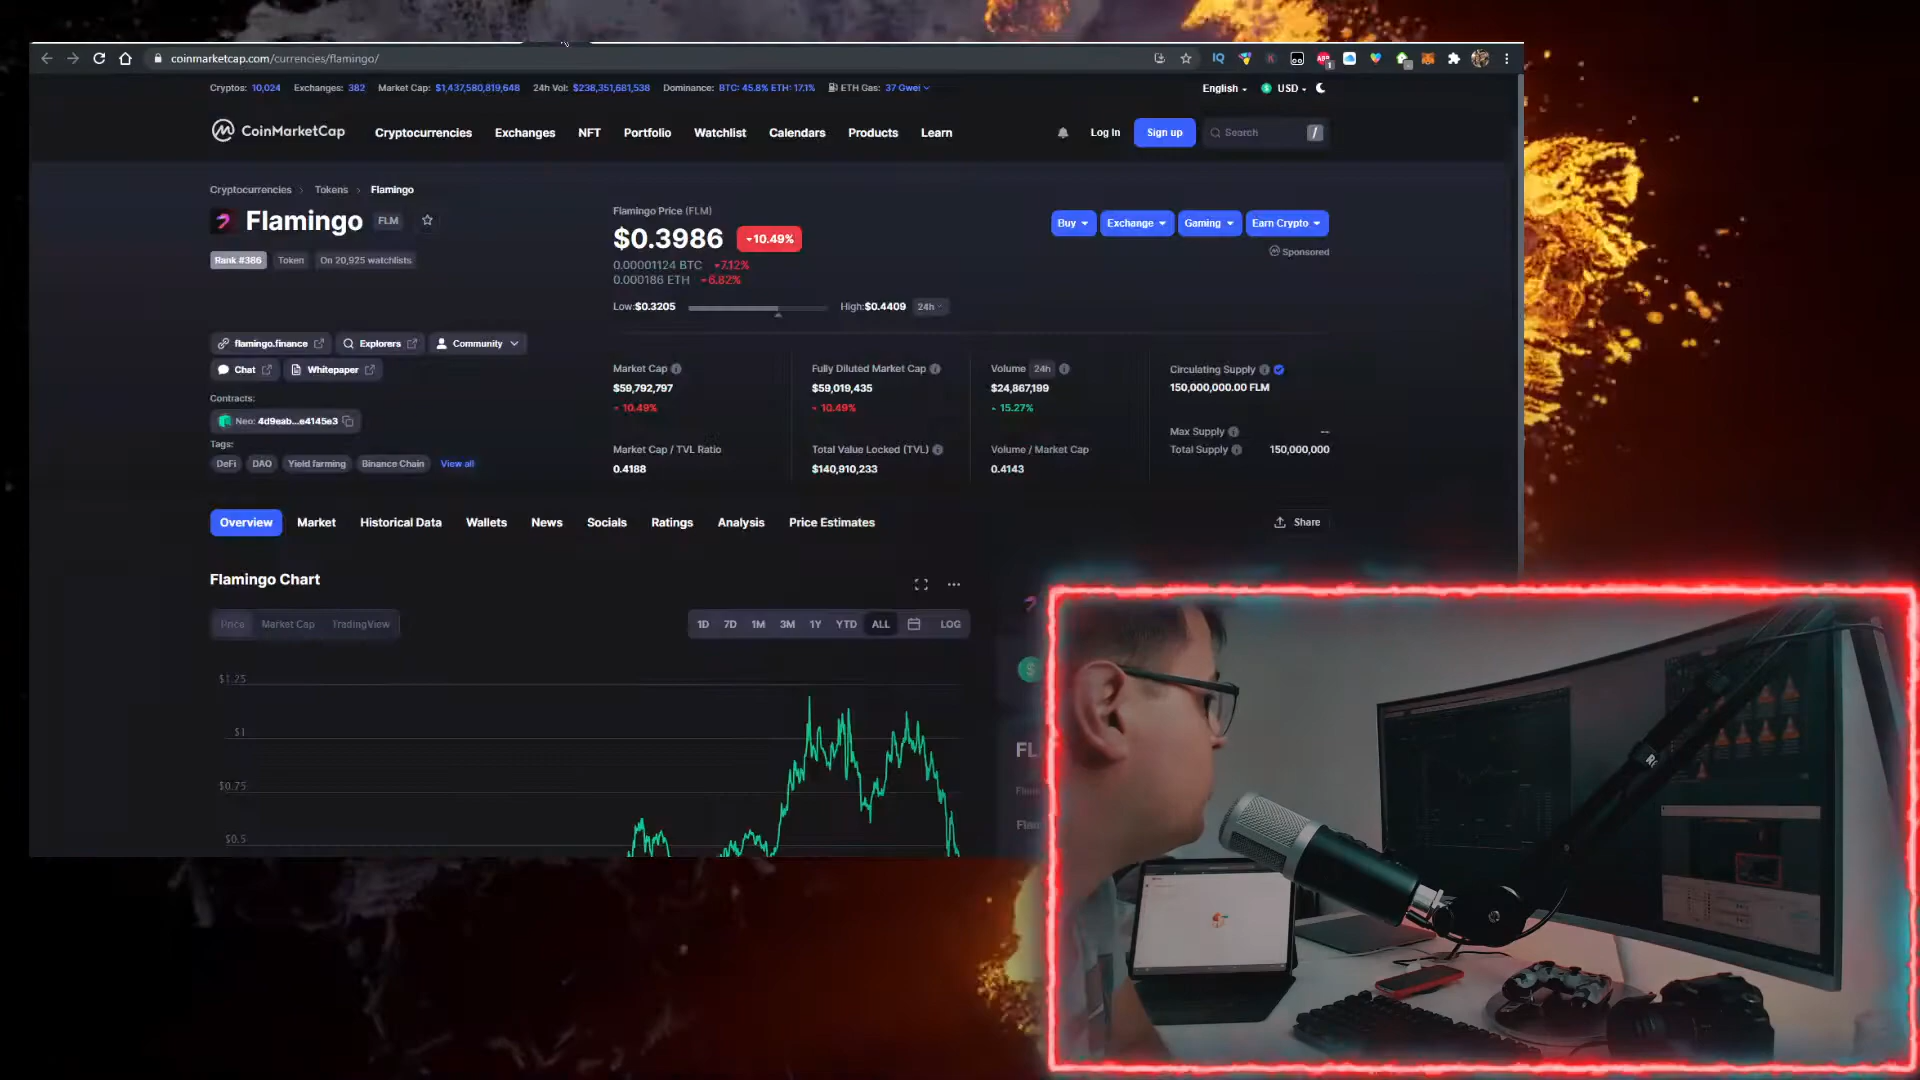 coinmarketcap.com/currencies/flamingo/
Cryptos: 10,024 Exchanges: 382 Market Cap: $1,437,580,819,648 24h Vol: $238,351,681,538 Dominance: BTC: 45.8% ETH: 17.1% ETH Gas: 37 Gwei English USD
CoinMarketCap Cryptocurrencies Exchanges NFT Portfolio Watchlist Calendars Products Learn Log In Sign up Search /
Cryptocurrencies Tokens Flamingo
Flamingo FLM
Rank #386 Token On 20,925 watchlists
Flamingo Price (FLM)
$0.3986 10.49%
0.00001124 BTC 7.12%
0.000186 ETH 6.82%
Low:$0.3205 High:$0.4409 24h
Buy Exchange Gaming Earn Crypto
Sponsored
flamingo.finance Explorers Community
Chat Whitepaper
Contracts:
Neo: 4d9eab...e4145e3
Tags:
DeFi DAO Yield farming Binance Chain View all
Market Cap
$59,792,797
10.49%
Fully Diluted Market Cap
$59,019,435
10.49%
Volume 24h
$24,867,199
15.27%
Circulating Supply
150,000,000.00 FLM
Max Supply --
Total Supply 150,000,000
Market Cap / TVL Ratio
0.4188
Total Value Locked (TVL)
$140,910,233
Volume / Market Cap
0.4143
Overview Market Historical Data Wallets News Socials Ratings Analysis Price Estimates Share
Flamingo Chart
Price Market Cap TradingView 1D 7D 1M 3M 1Y YTD ALL LOG
$1.25
$1
$0.75
$0.5
FL